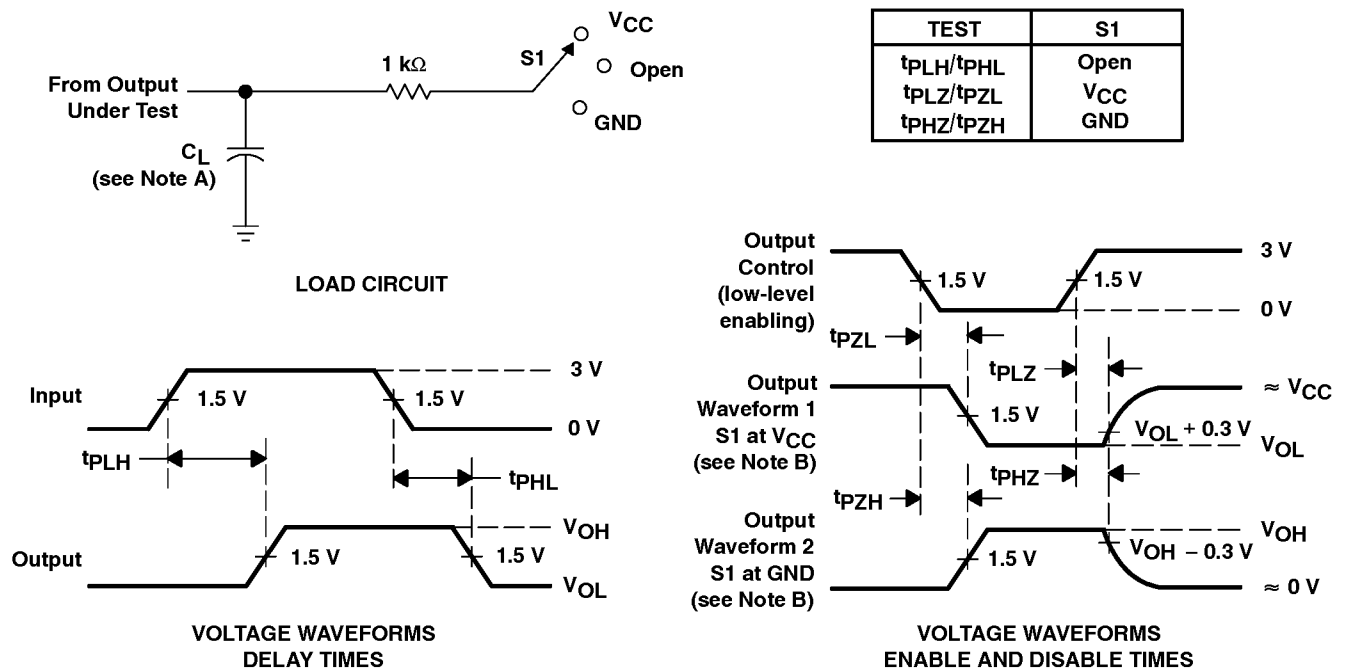 VCC
S1
1 kΩ
Open
From Output
Under Test
GND
CL
(see Note A)
LOAD CIRCUIT
TEST S1
tPLH/tPHL Open
tPLZ/tPZL VCC
tPHZ/tPZH GND
Input
3 V
1.5 V
1.5 V
0 V
tPLH
tPHL
Output
VOH
1.5 V
1.5 V
VOL
VOLTAGE WAVEFORMS
DELAY TIMES
Output
Control
(low-level
enabling)
3 V
1.5 V
1.5 V
0 V
tPZL
tPLZ
Output
Waveform 1
S1 at VCC
(see Note B)
≈ VCC
1.5 V
VOL + 0.3 V
VOL
tPHZ
tPZH
Output
Waveform 2
S1 at GND
(see Note B)
VOH
1.5 V
VOH – 0.3 V
≈ 0 V
VOLTAGE WAVEFORMS
ENABLE AND DISABLE TIMES